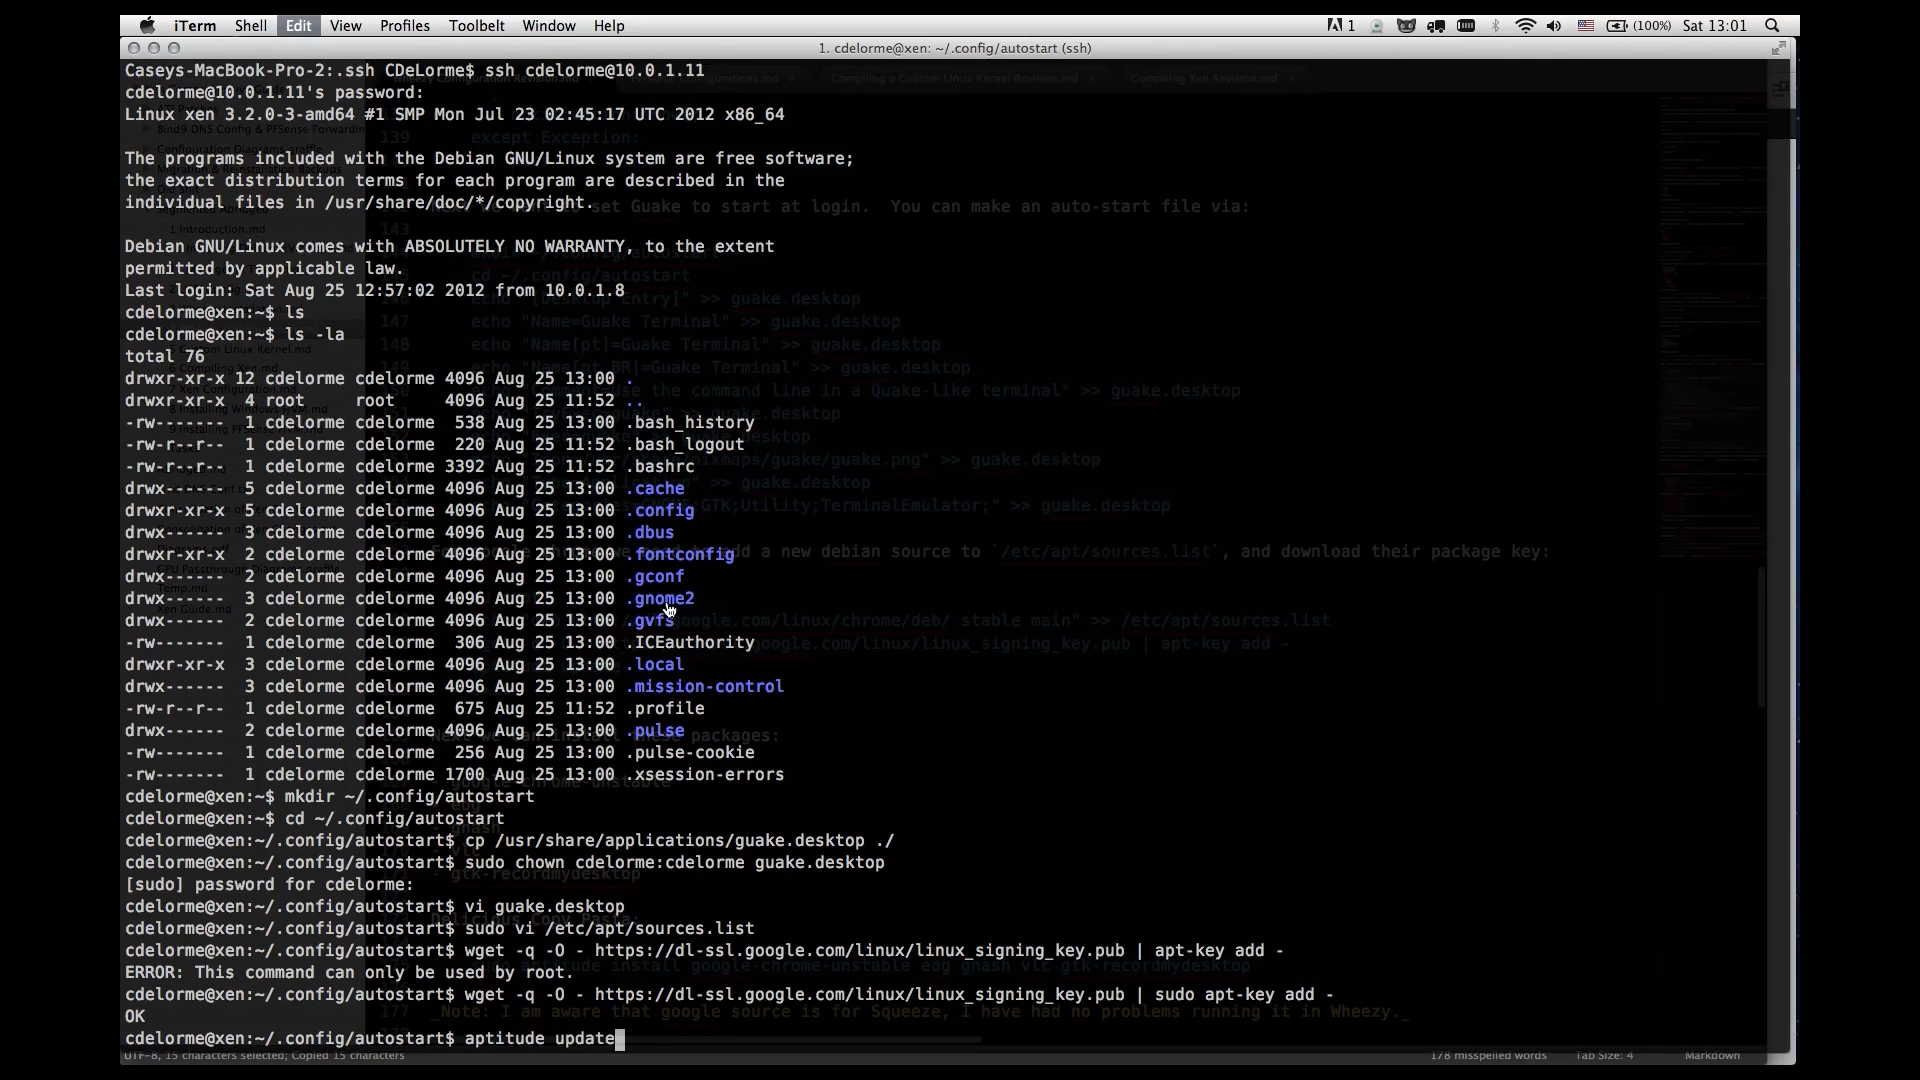 iTerm Shell Edit View Profiles Toolbelt Window Help 1 (100%) Sat 13:01
1. cdelorme@xen: ~/.config/autostart (ssh)
Caseys-MacBook-Pro-2:.ssh CDeLorme$ ssh cdelorme@10.0.1.11
cdelorme@10.0.1.11's password:
Linux xen 3.2.0-3-amd64 #1 SMP Mon Jul 23 02:45:17 UTC 2012 x86_64
The programs included with the Debian GNU/Linux system are free software;
the exact distribution terms for each program are described in the
individual files in /usr/share/doc/*/copyright.
Debian GNU/Linux comes with ABSOLUTELY NO WARRANTY, to the extent
permitted by applicable law.
Last login: Sat Aug 25 12:57:02 2012 from 10.0.1.8
cdelorme@xen:~$ ls
cdelorme@xen:~$ ls -la
total 76
drwxr-xr-x 12 cdelorme cdelorme 4096 Aug 25 13:00 .
drwxr-xr-x  4 root     root     4096 Aug 25 11:52 ..
-rw-------  1 cdelorme cdelorme  538 Aug 25 13:00 .bash_history
-rw-r--r--  1 cdelorme cdelorme  220 Aug 25 11:52 .bash_logout
-rw-r--r--  1 cdelorme cdelorme 3392 Aug 25 11:52 .bashrc
drwx------  5 cdelorme cdelorme 4096 Aug 25 13:00 .cache
drwxr-xr-x  5 cdelorme cdelorme 4096 Aug 25 13:00 .config
drwx------  3 cdelorme cdelorme 4096 Aug 25 13:00 .dbus
drwxr-xr-x  2 cdelorme cdelorme 4096 Aug 25 13:00 .fontconfig
drwx------  2 cdelorme cdelorme 4096 Aug 25 13:00 .gconf
drwx------  3 cdelorme cdelorme 4096 Aug 25 13:00 .gnome2
drwx------  2 cdelorme cdelorme 4096 Aug 25 13:00 .gvfs
-rw-------  1 cdelorme cdelorme  306 Aug 25 13:00 .ICEauthority
drwxr-xr-x  3 cdelorme cdelorme 4096 Aug 25 13:00 .local
drwx------  3 cdelorme cdelorme 4096 Aug 25 13:00 .mission-control
-rw-r--r--  1 cdelorme cdelorme  675 Aug 25 11:52 .profile
drwx------  2 cdelorme cdelorme 4096 Aug 25 13:00 .pulse
-rw-------  1 cdelorme cdelorme  256 Aug 25 13:00 .pulse-cookie
-rw-------  1 cdelorme cdelorme 1700 Aug 25 13:00 .xsession-errors
cdelorme@xen:~$ mkdir ~/.config/autostart
cdelorme@xen:~$ cd ~/.config/autostart
cdelorme@xen:~/.config/autostart$ cp /usr/share/applications/guake.desktop ./
cdelorme@xen:~/.config/autostart$ sudo chown cdelorme:cdelorme guake.desktop
[sudo] password for cdelorme:
cdelorme@xen:~/.config/autostart$ vi guake.desktop
cdelorme@xen:~/.config/autostart$ sudo vi /etc/apt/sources.list
cdelorme@xen:~/.config/autostart$ wget -q -O - https://dl-ssl.google.com/linux/linux_signing_key.pub | apt-key add -
ERROR: This command can only be used by root.
cdelorme@xen:~/.config/autostart$ wget -q -O - https://dl-ssl.google.com/linux/linux_signing_key.pub | sudo apt-key add -
OK
cdelorme@xen:~/.config/autostart$ aptitude update
UTF-8, 15 characters selected; Copied 15 characters 178 misspelled words Tab Size: 4 Markdown